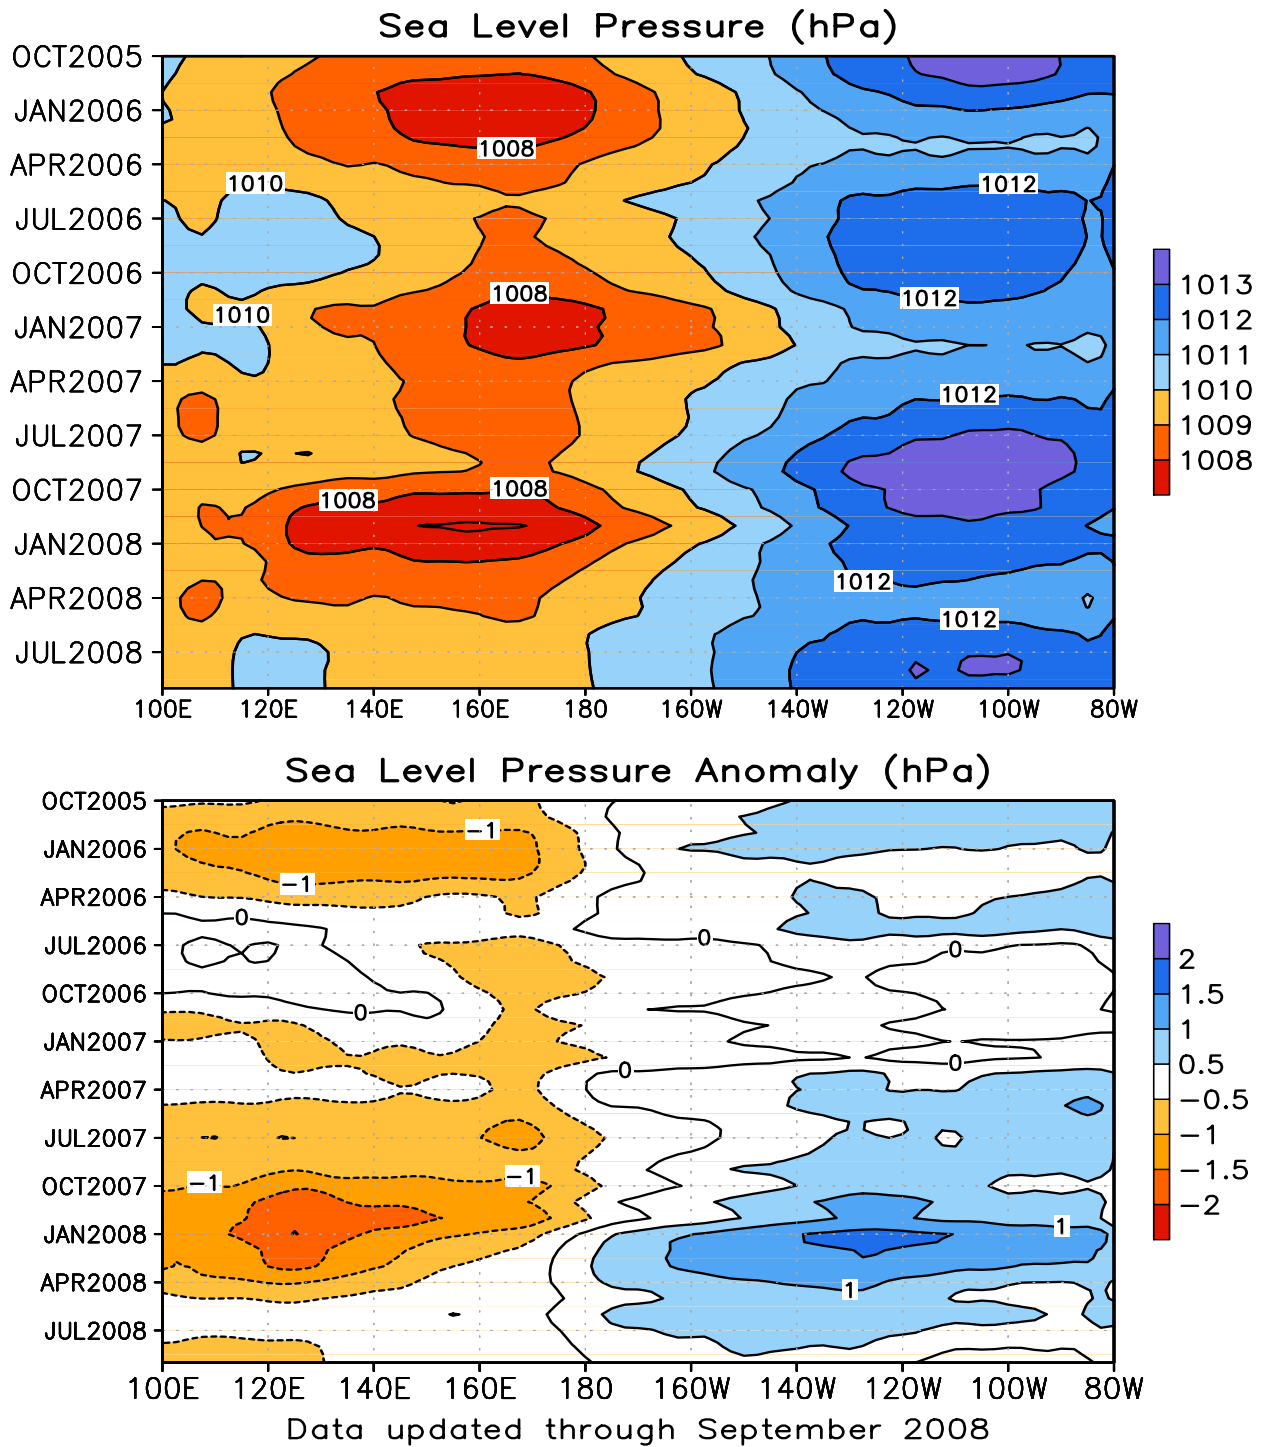 Sea Level Pressure (hPa)
OCT2005
JAN2006
APR2006
JUL2006
OCT2006
JAN2007
APR2007
JUL2007
OCT2007
JAN2008
APR2008
JUL2008
1008
1010
1012
1008
1012
1010
1012
1008
1008
1012
1012
100E 120E 140E 160E 180 160W 140W 120W 100W 80W
1013
1012
1011
1010
1009
1008
Sea Level Pressure Anomaly (hPa)
OCT2005
JAN2006
APR2006
JUL2006
OCT2006
JAN2007
APR2007
JUL2007
OCT2007
JAN2008
APR2008
JUL2008
−1
−1
0
0
0
0
0
0
−1
−1
1
1
100E 120E 140E 160E 180 160W 140W 120W 100W 80W
2
1.5
1
0.5
−0.5
−1
−1.5
−2
Data updated through September 2008